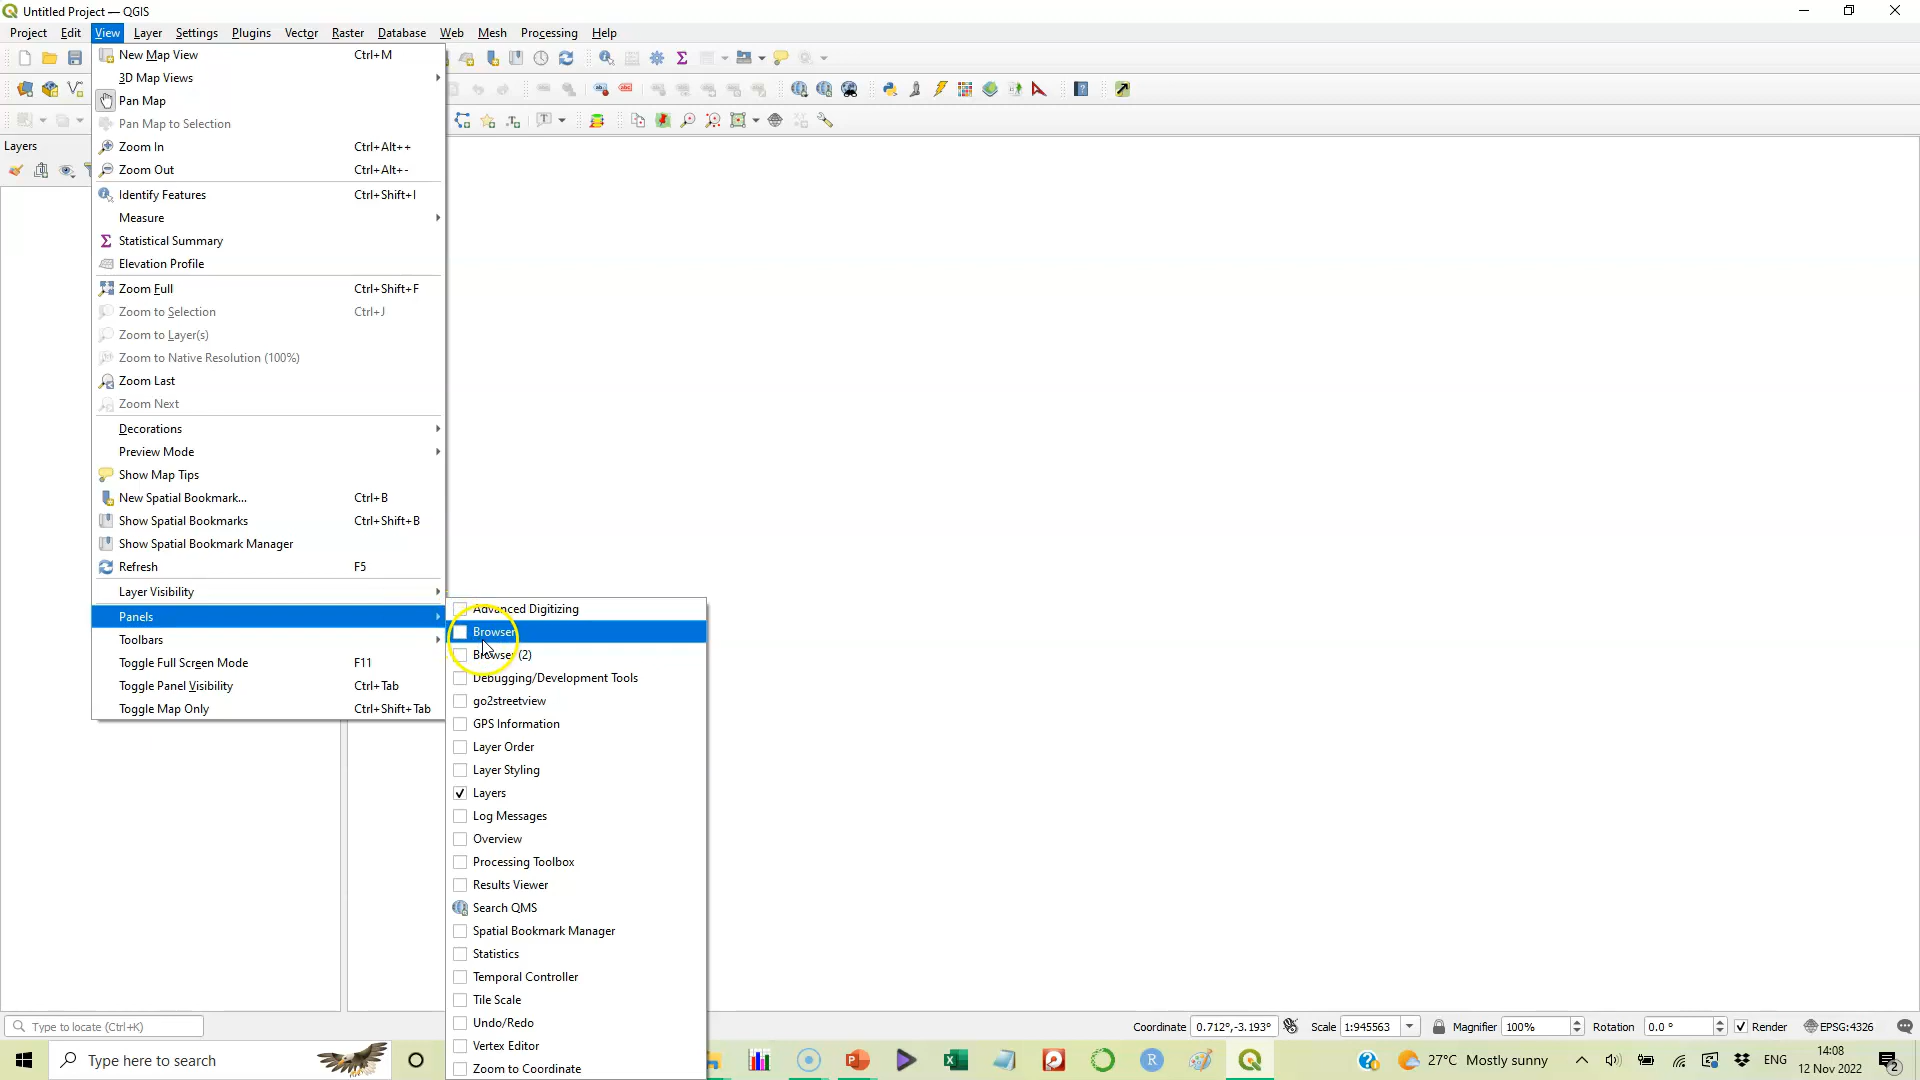 Untitled Project — QGIS
Project Edit View Layer Settings Plugins Vector Raster Database Web Mesh Processing Help
New Map View Ctrl+M
3D Map Views
Pan Map
Pan Map to Selection
Layers
Zoom In Ctrl+Alt++
Zoom Out Ctrl+Alt+-
Identify Features Ctrl+Shift+I
Measure
Statistical Summary
Elevation Profile
Zoom Full Ctrl+Shift+F
Zoom to Selection Ctrl+J
Zoom to Layer(s)
Zoom to Native Resolution (100%)
Zoom Last
Zoom Next
Decorations
Preview Mode
Show Map Tips
New Spatial Bookmark... Ctrl+B
Show Spatial Bookmarks Ctrl+Shift+B
Show Spatial Bookmark Manager
Refresh F5
Layer Visibility
Panels
Toolbars
Toggle Full Screen Mode F11
Toggle Panel Visibility Ctrl+Tab
Toggle Map Only Ctrl+Shift+Tab
Advanced Digitizing
Browser
Browser (2)
Debugging/Development Tools
go2streetview
GPS Information
Layer Order
Layer Styling
Layers
Log Messages
Overview
Processing Toolbox
Results Viewer
Search QMS
Spatial Bookmark Manager
Statistics
Temporal Controller
Tile Scale
Undo/Redo
Vertex Editor
Zoom to Coordinate
Type to locate (Ctrl+K) Coordinate 0.712°,-3.193° Scale 1:945563 Magnifier 100% Rotation 0.0 ° Render EPSG:4326
Type here to search 27°C Mostly sunny ENG 14:08
12 Nov 2022 2